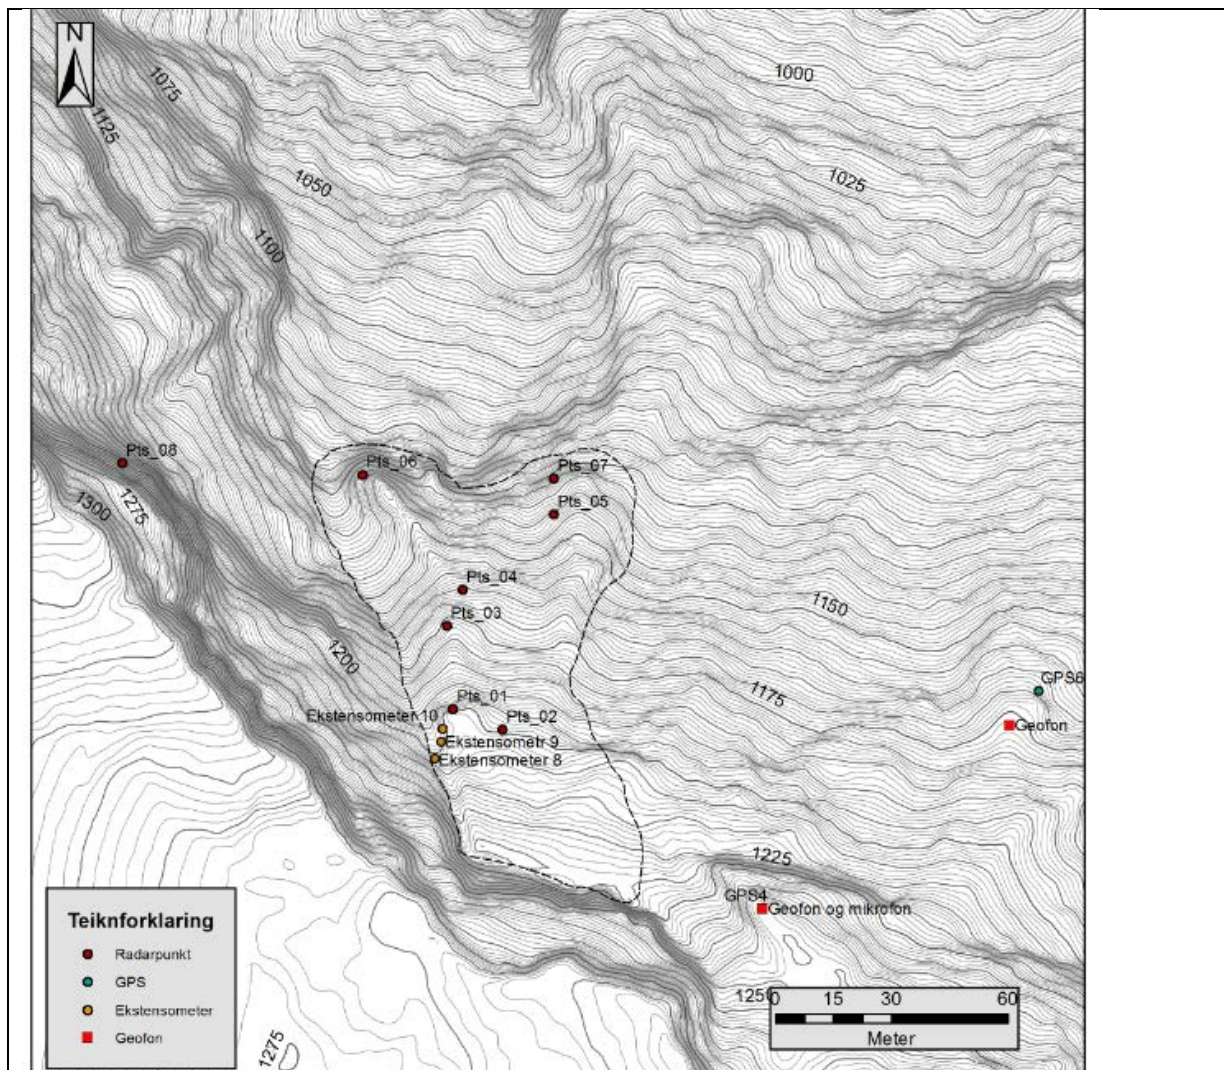 N
1075
1000
1125
1050
1025
1100
Pts_08
Pts_06
Pts_07
1275
1300
Pts_05
Pts_04
1150
Pts_03
1200
GPS6
1175
Pts_01
Ekstensometer 10
Pts_02
Geofon
Ekstensometr 9
Ekstensometer 8
1225
GPS4
Geofon og mikrofon
Teiknforklaring
Radarpunkt
GPS
Ekstensometer
Geofon
1250
0 15 30 60
Meter
1275